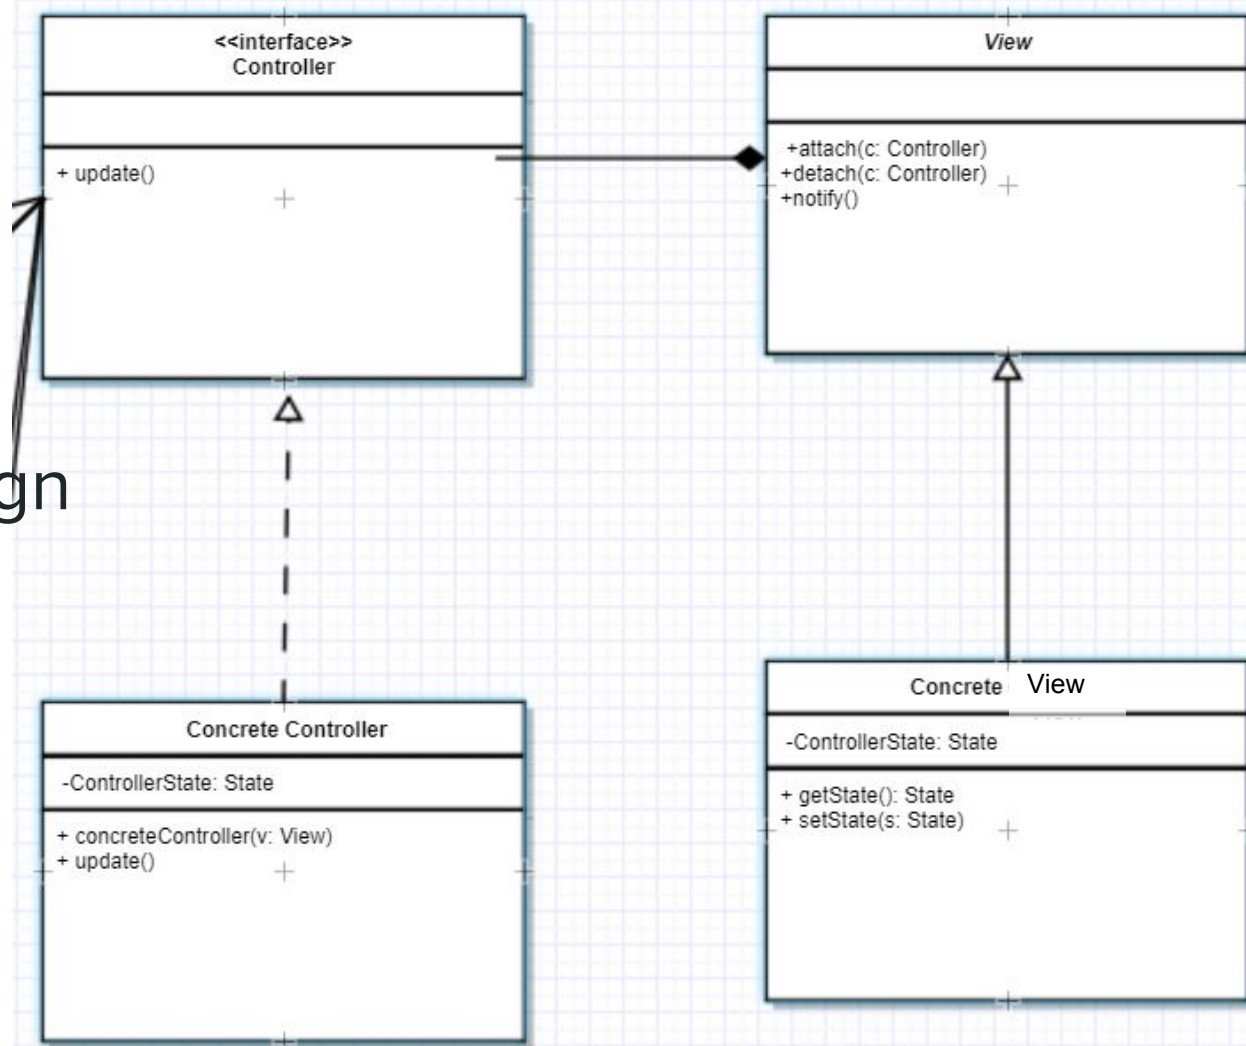 <<interface>>
Controller
+ update()
View
+attach(c: Controller)
+detach(c: Controller)
+notify()
gn
Concrete Controller
-ControllerState: State
+ concreteController(v: View)
+ update()
Concrete View
-ControllerState: State
+ getState(): State
+ setState(s: State)